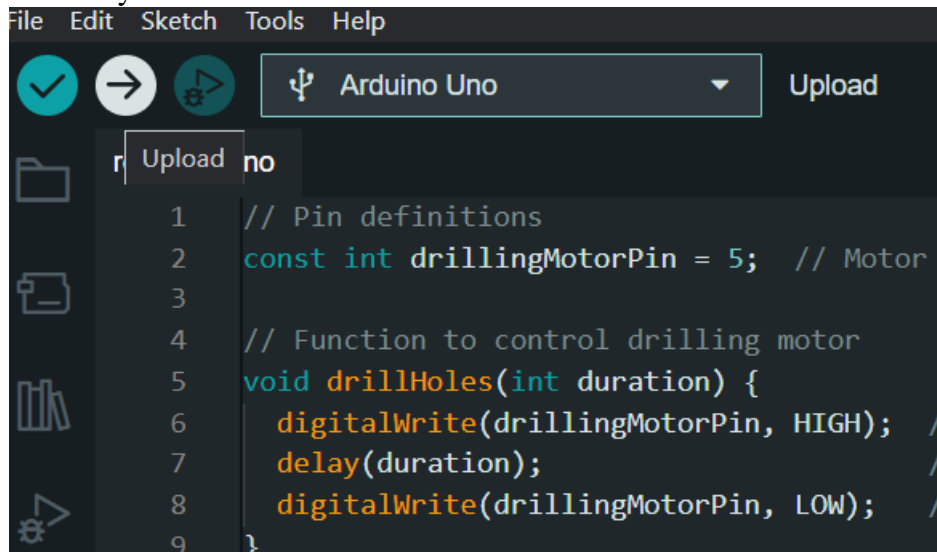 File Edit Sketch Tools Help
Arduino Uno Upload
Upload no
1 // Pin definitions
2 const int drillingMotorPin = 5; // Motor
3
4 // Function to control drilling motor
5 void drillHoles(int duration) {
6 digitalWrite(drillingMotorPin, HIGH); /
7 delay(duration); /
8 digitalWrite(drillingMotorPin, LOW); /
9 }